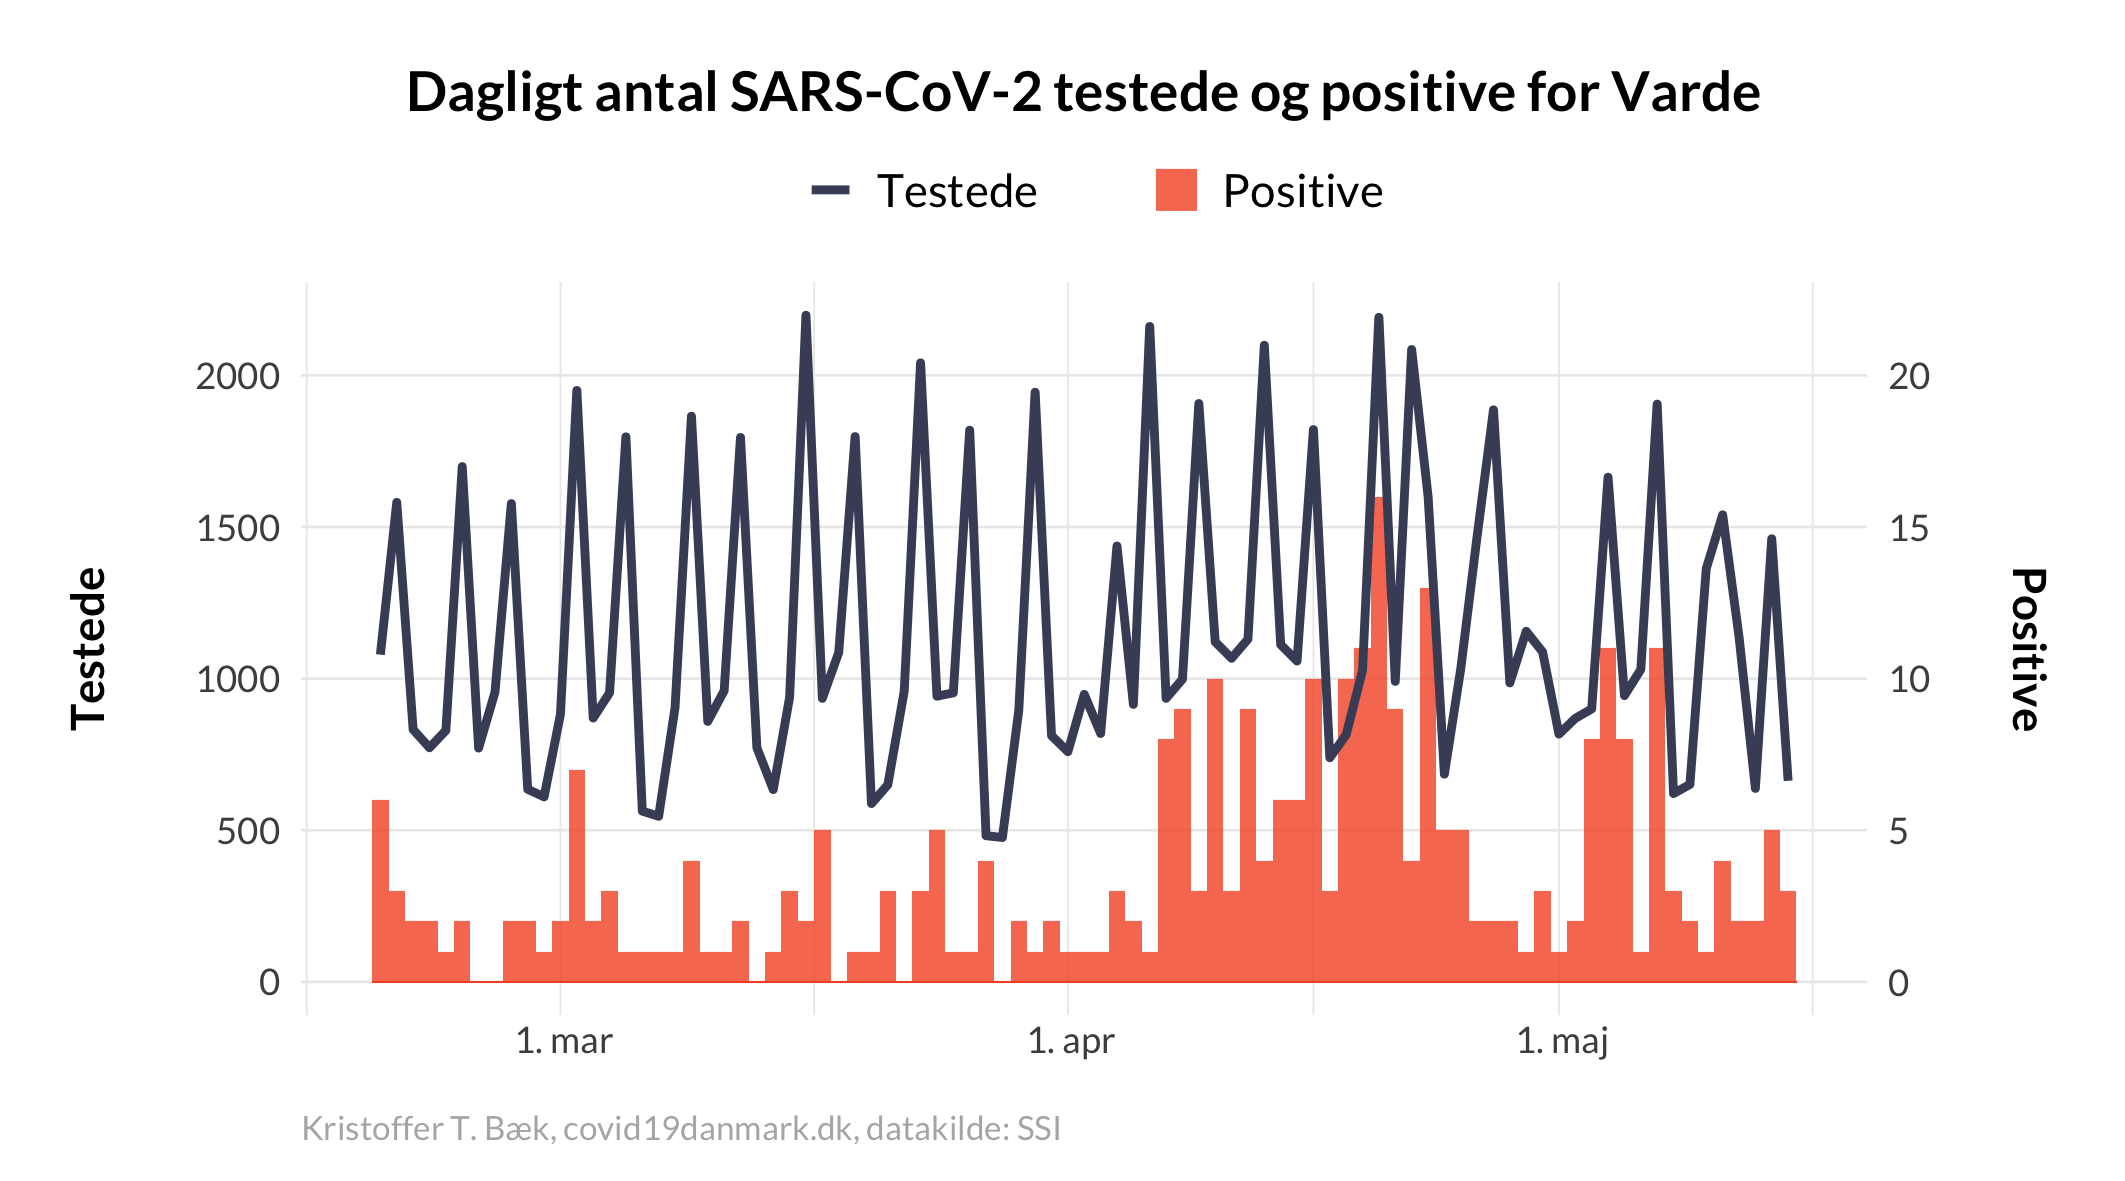 Dagligt antal SARS-CoV-2 testede og positive for Varde
Testede Positive
2000 20
1500 15
1000 10
500 5
0 0
Testede
Positive
1. mar 1. apr 1. maj
Kristoffer T. Bæk, covid19danmark.dk, datakilde: SSI